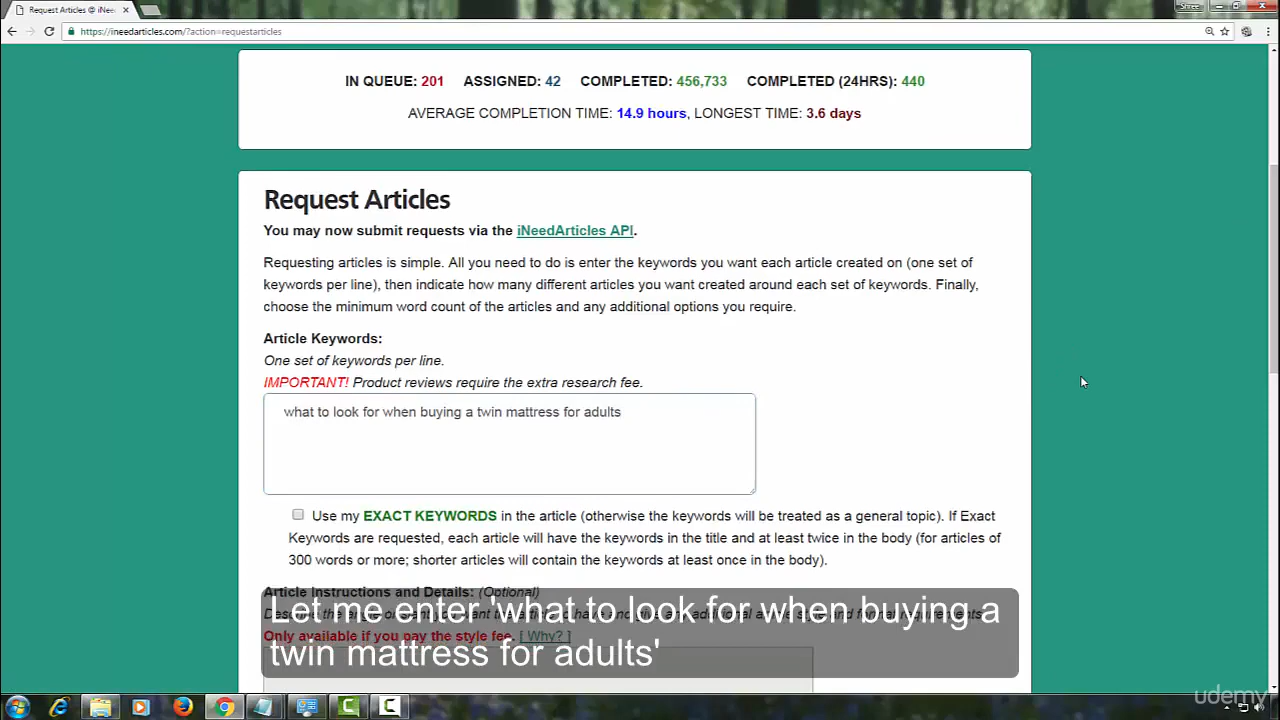 Request Articles @ iNee
Stree
https://ineedarticles.com/?action=requestarticles
IN QUEUE: 201 ASSIGNED: 42 COMPLETED: 456,733 COMPLETED (24HRS): 440
AVERAGE COMPLETION TIME: 14.9 hours, LONGEST TIME: 3.6 days
Request Articles
You may now submit requests via the iNeedArticles API.
Requesting articles is simple. All you need to do is enter the keywords you want each article created on (one set of
keywords per line), then indicate how many different articles you want created around each set of keywords. Finally,
choose the minimum word count of the articles and any additional options you require.
Article Keywords:
One set of keywords per line.
IMPORTANT! Product reviews require the extra research fee.
what to look for when buying a twin mattress for adults
Use my EXACT KEYWORDS in the article (otherwise the keywords will be treated as a general topic). If Exact
Keywords are requested, each article will have the keywords in the title and at least twice in the body (for articles of
300 words or more; shorter articles will contain the keywords at least once in the body).
Article Instructions and Details: (Optional)
Only available if you pay the style fee. [ Why? ]
Let me enter 'what to look for when buying a
twin mattress for adults'
udemy